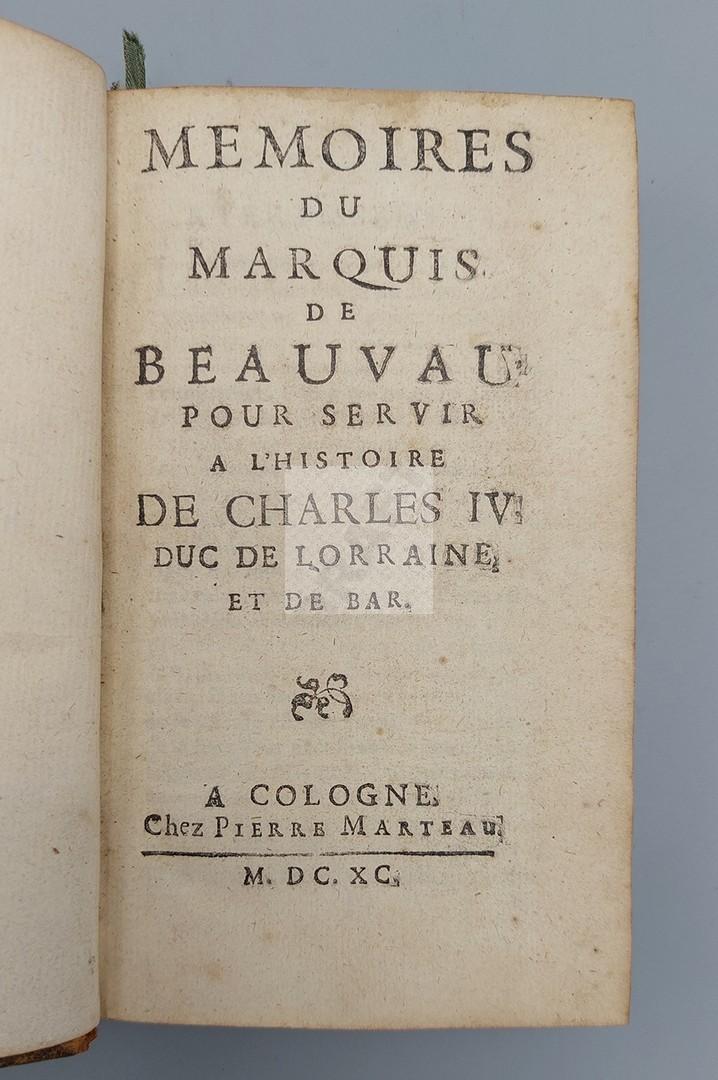 MEMOIRES
DU
MARQUIS
DE
BEAUVAU
POUR SERVIR
A L'HISTOIRE
DE CHARLES IV.
DUC DE LORRAINE,
ET DE BAR.
A COLOGNE,
Chez PIERRE MARTEAU,
M. DC. XC.